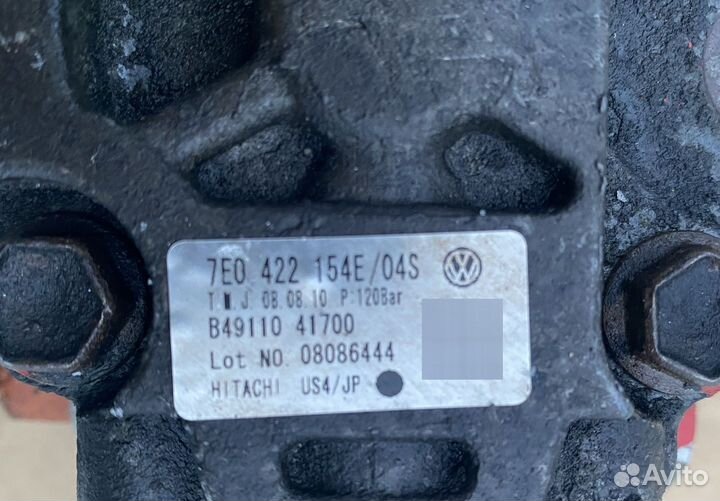 7E0 422 154E/04S
T.M.J. 08.08.10 P:120Bar
B49110 41700
Lot NO. 08086444
HITACHI US4/JP
Avito